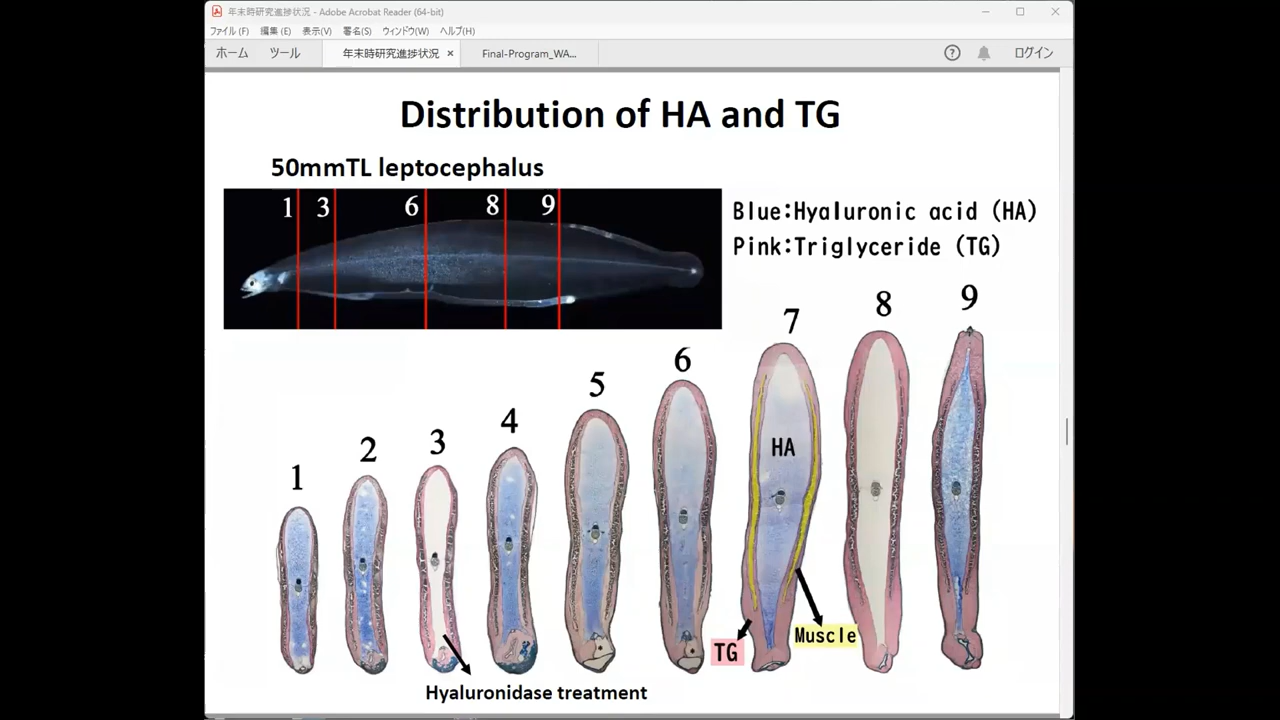 年末時研究進捗状況 - Adobe Acrobat Reader (64-bit)
ファイル(F) 編集(E) 表示(V) 署名(S) ウィンドウ(W) ヘルプ(H)
ホーム ツール 年末時研究進捗状況 × Final-Program_WA... ? ログイン
Distribution of HA and TG
50mmTL leptocephalus
1 3 6 8 9
Blue:Hyaluronic acid (HA)
Pink:Triglyceride (TG)
1 2 3 4 5 6 7 8 9
HA
TG
Muscle
Hyaluronidase treatment